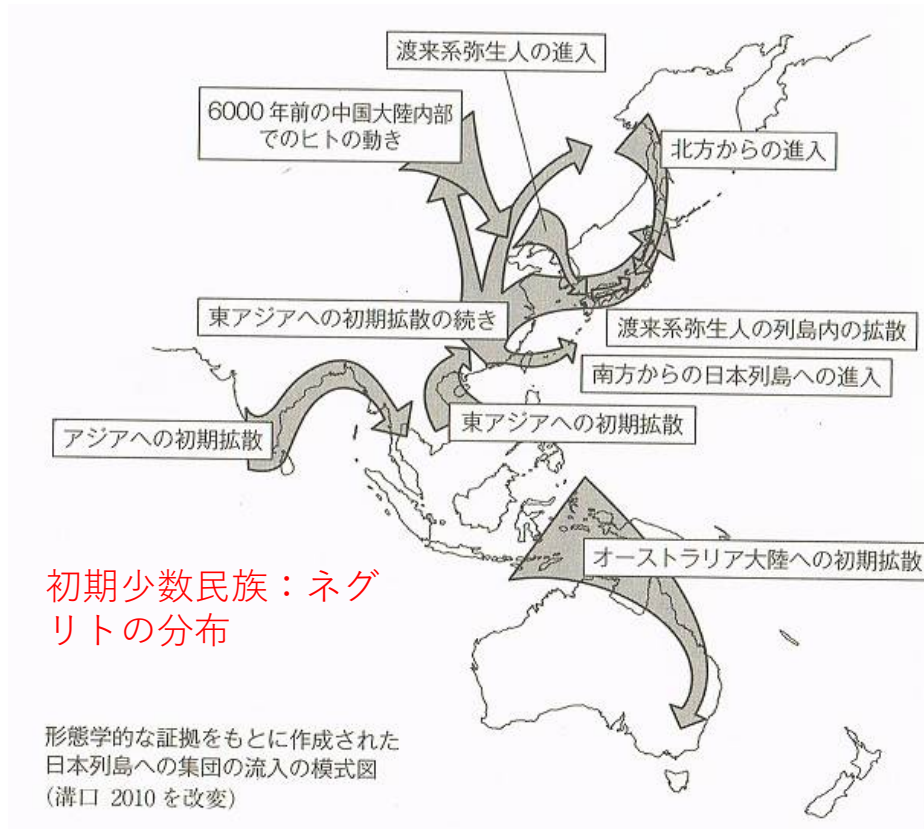 渡来系弥生人の進入
6000年前の中国大陸内部
でのヒトの動き
北方からの進入
東アジアへの初期拡散の続き
渡来系弥生人の列島内の拡散
南方からの日本列島への進入
アジアへの初期拡散
東アジアへの初期拡散
オーストラリア大陸への初期拡散
初期少数民族：ネグ
リトの分布
形態学的な証拠をもとに作成された
日本列島への集団の流入の模式図
(溝口 2010 を改変)